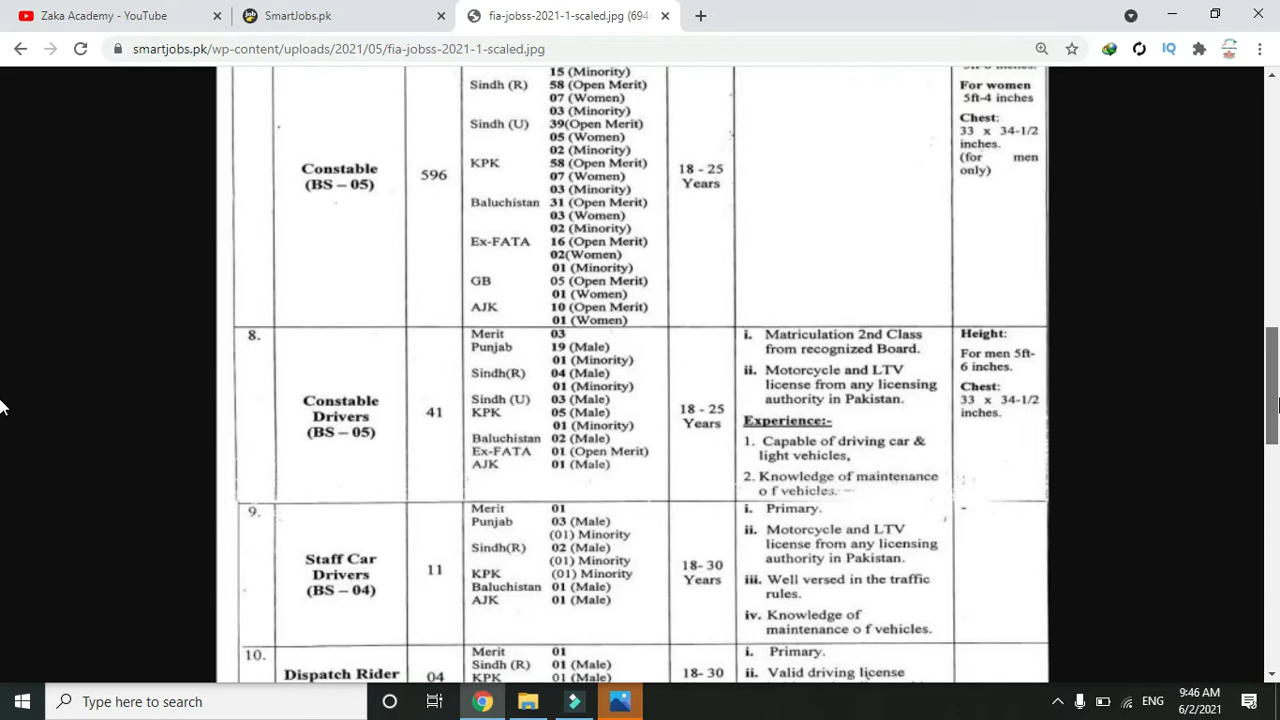 Zaka Academy - YouTube
SmartJobs.pk
fia-jobss-2021-1-scaled.jpg (694
smartjobs.pk/wp-content/uploads/2021/05/fia-jobss-2021-1-scaled.jpg
15 (Minority)
Sindh (R) 58 (Open Merit)
07 (Women)
03 (Minority)
Sindh (U) 39(Open Merit)
05 (Women)
02 (Minority)
KPK 58 (Open Merit)
07 (Women)
03 (Minority)
Baluchistan 31 (Open Merit)
03 (Women)
02 (Minority)
Ex-FATA 16 (Open Merit)
02(Women)
01 (Minority)
GB 05 (Open Merit)
01 (Women)
AJK 10 (Open Merit)
01 (Women)
Constable
(BS – 05)
596
18 - 25
Years
For women
5ft-4 inches
Chest:
33 x 34-1/2
inches.
(for men
only)
8.
Constable
Drivers
(BS – 05)
41
Merit 03
Punjab 19 (Male)
01 (Minority)
Sindh(R) 04 (Male)
01 (Minority)
Sindh (U) 03 (Male)
KPK 05 (Male)
01 (Minority)
Baluchistan 02 (Male)
Ex-FATA 01 (Open Merit)
AJK 01 (Male)
18 - 25
Years
i. Matriculation 2nd Class
from recognized Board.
ii. Motorcycle and LTV
license from any licensing
authority in Pakistan.
Experience:-
1. Capable of driving car &
light vehicles,
2. Knowledge of maintenance
o f vehicles.
Height:
For men 5ft-
6 inches.
Chest:
33 x 34-1/2
inches.
9.
Staff Car
Drivers
(BS – 04)
11
Merit 01
Punjab 03 (Male)
(01) Minority
Sindh(R) 02 (Male)
(01) Minority
KPK (01) Minority
Baluchistan 01 (Male)
AJK 01 (Male)
18- 30
Years
i. Primary.
ii. Motorcycle and LTV
license from any licensing
authority in Pakistan.
iii. Well versed in the traffic
rules.
iv. Knowledge of
maintenance o f vehicles.
-
10.
Dispatch Rider
04
Merit 01
Sindh (R) 01 (Male)
KPK 01 (Male)
18- 30
i. Primary.
ii. Valid driving license
Type here to search
ENG
9:46 AM
6/2/2021